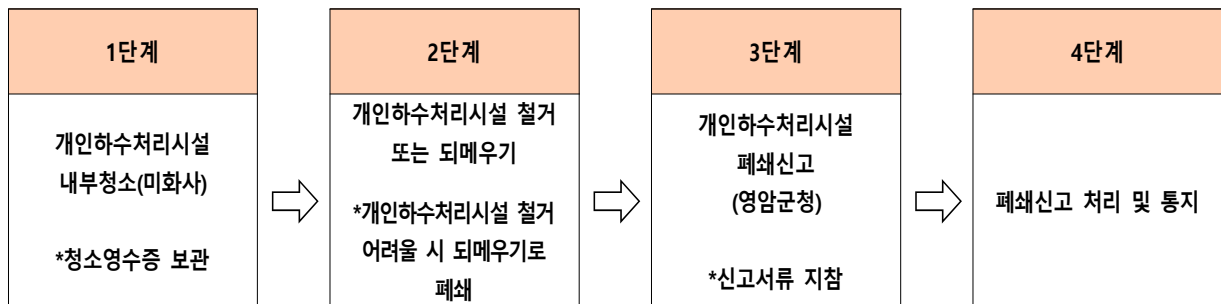 1단계
개인하수처리시설
내부청소(미화사)
*청소영수증 보관
2단계
개인하수처리시설 철거
또는 되메우기
*개인하수처리시설 철거
어려울 시 되메우기로
폐쇄
3단계
개인하수처리시설
폐쇄신고
(영암군청)
*신고서류 지참
4단계
폐쇄신고 처리 및 통지